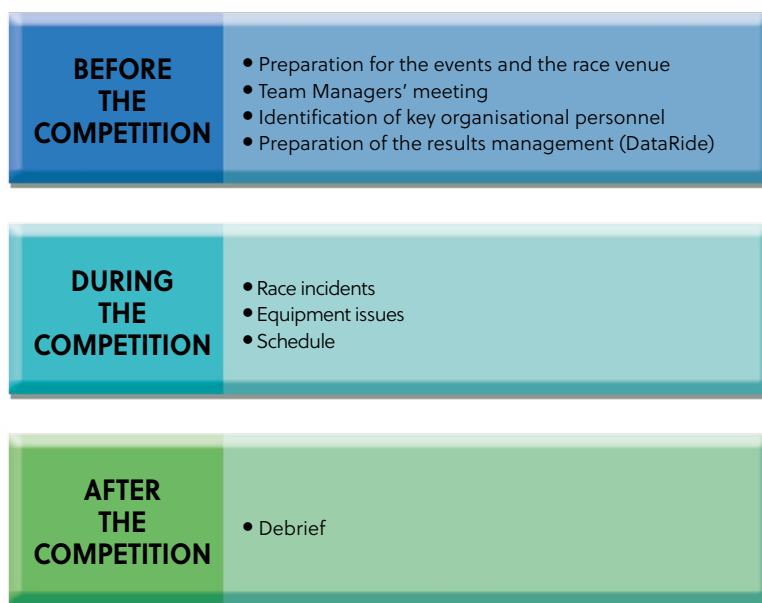 BEFORE
THE
COMPETITION
• Preparation for the events and the race venue
• Team Managers’ meeting
• Identification of key organisational personnel
• Preparation of the results management (DataRide)
DURING
THE
COMPETITION
• Race incidents
• Equipment issues
• Schedule
AFTER
THE
COMPETITION
• Debrief